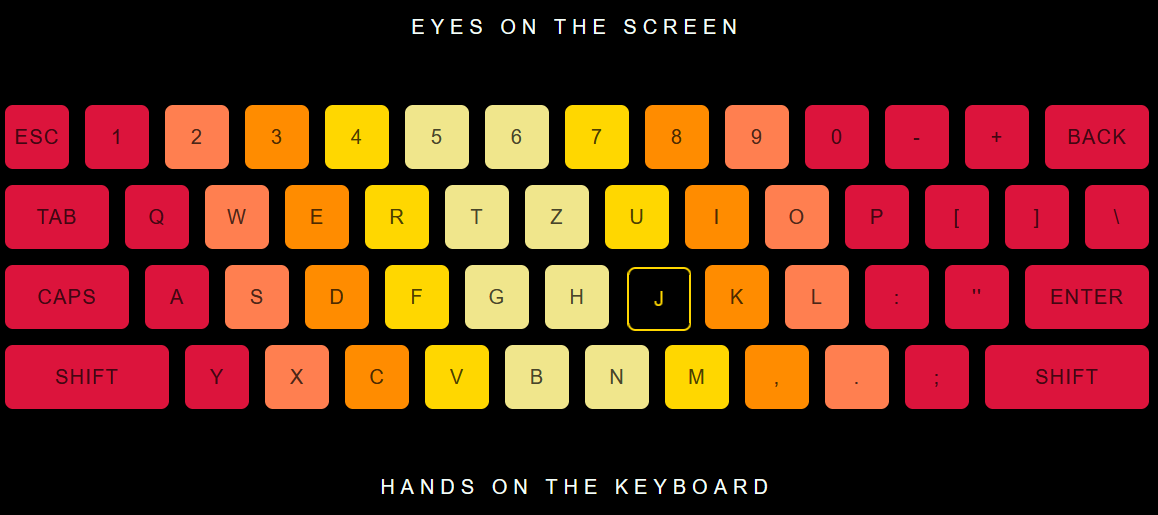 EYES ON THE SCREEN
ESC 1 2 3 4 5 6 7 8 9 0 - + BACK
TAB Q W E R T Z U I O P [ ] \
CAPS A S D F G H J K L : " ENTER
SHIFT Y X C V B N M , . ; SHIFT
HANDS ON THE KEYBOARD